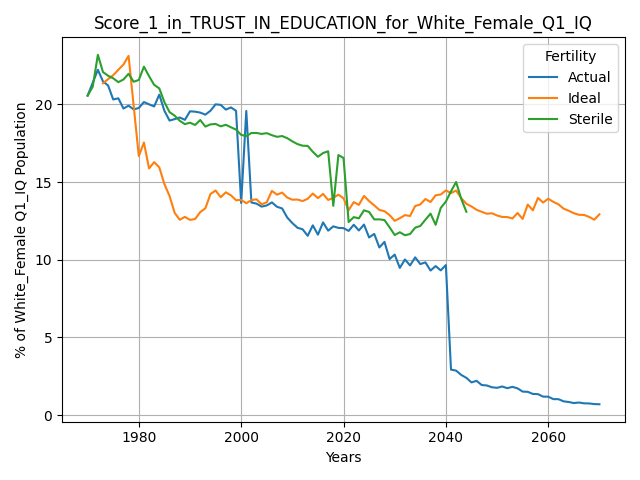 Score_1_in_TRUST_IN_EDUCATION_for_White_Female_Q1_IQ
Fertility
Actual
Ideal
Sterile
% of White_Female Q1_IQ Population
20
15
10
5
0
1980
2000
2020
2040
2060
Years